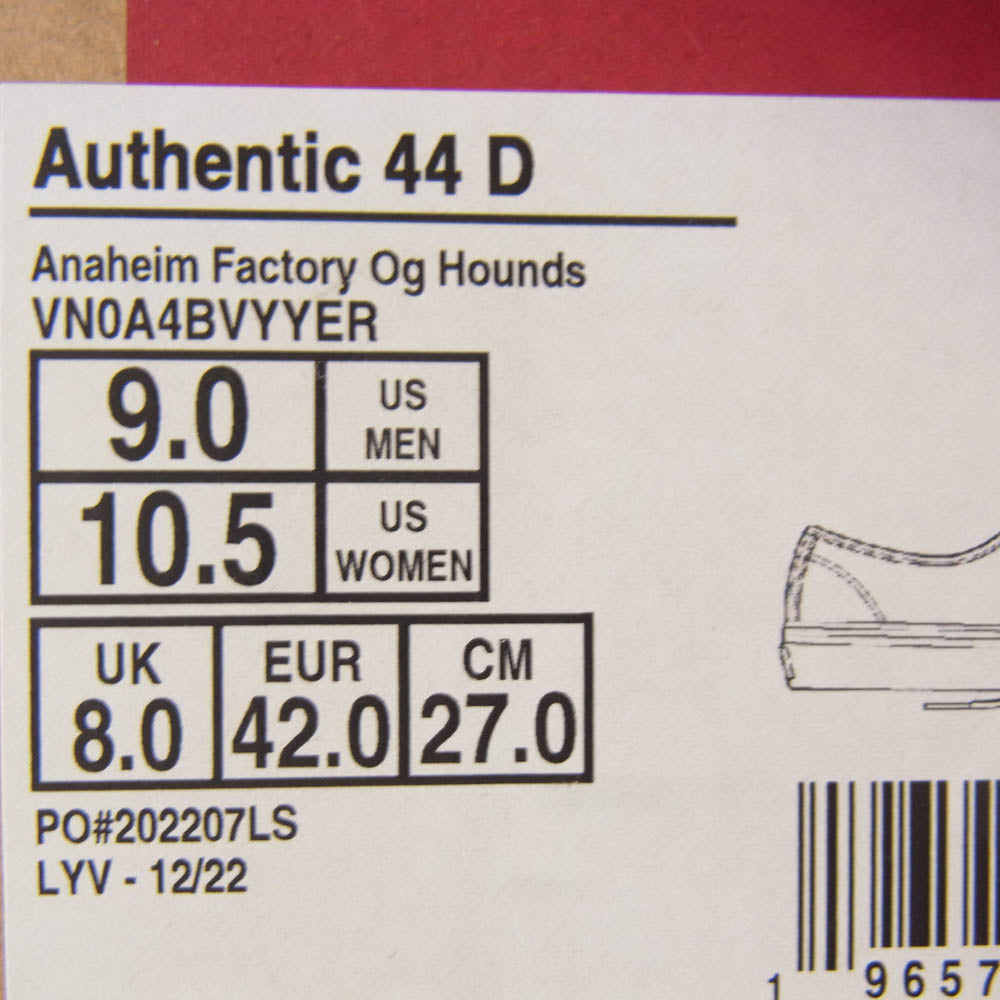 Authentic 44 D
Anaheim Factory Og Hounds
VN0A4BVYYER
9.0 US MEN
10.5 US WOMEN
UK EUR CM
8.0 42.0 27.0
PO#202207LS
LYV - 12/22
1 9657